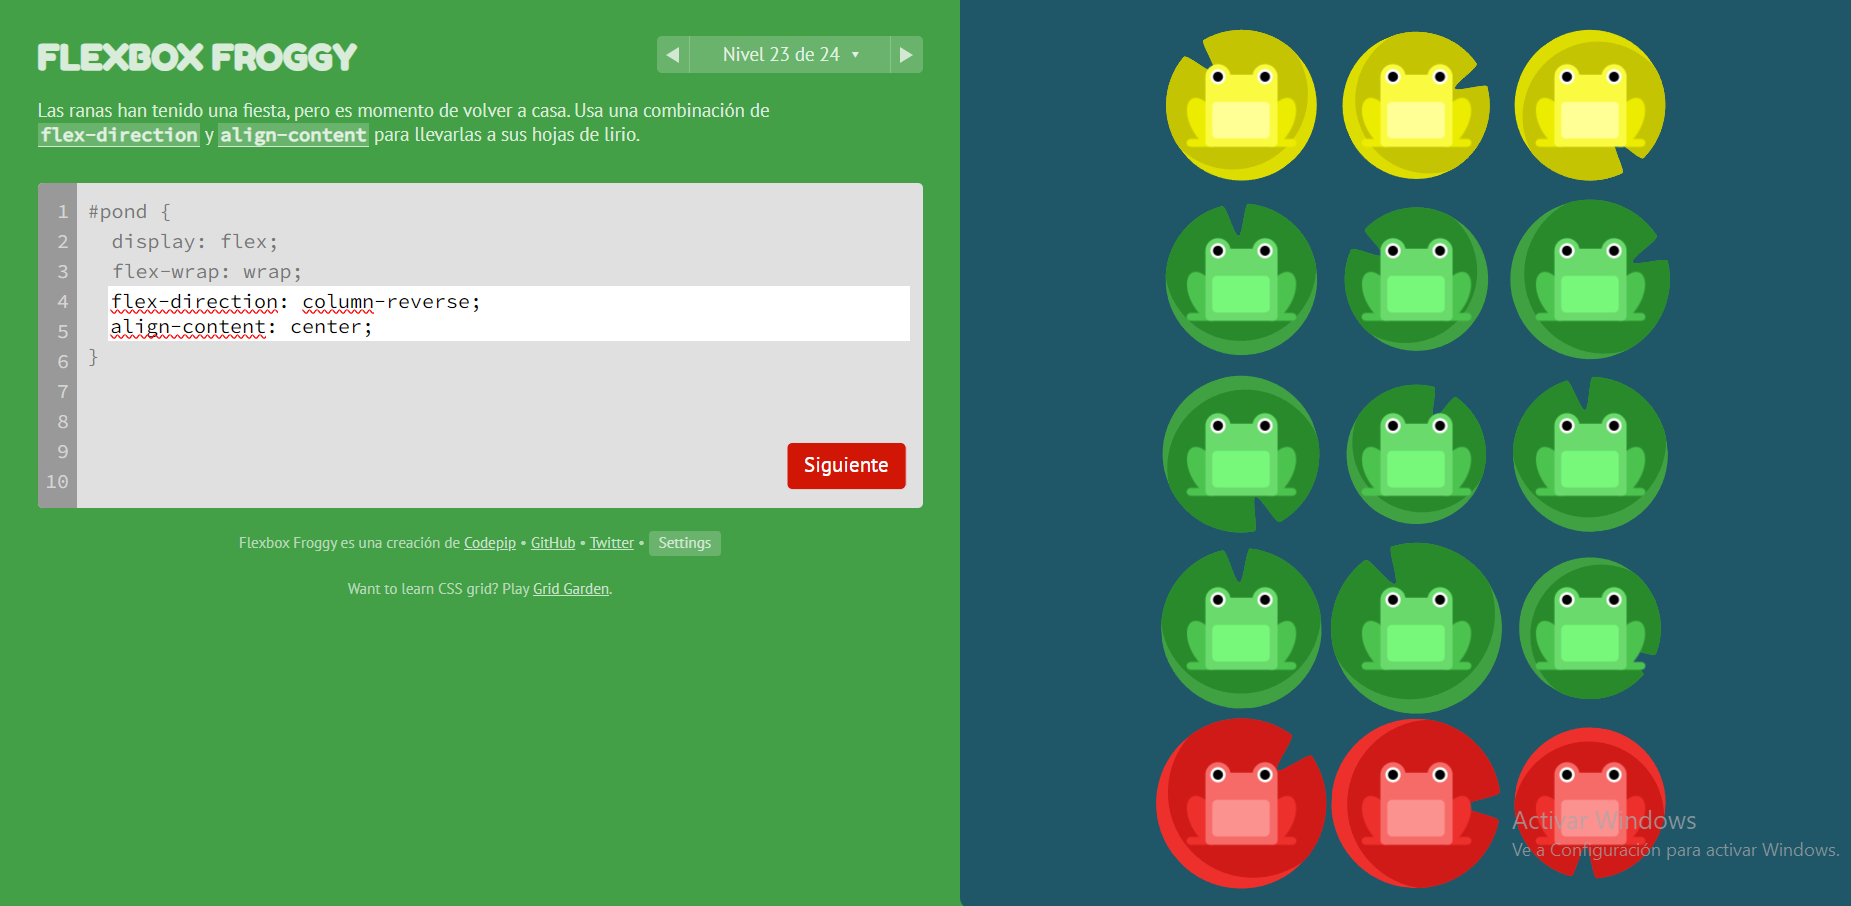 FLEXBOX FROGGY
◀ Nivel 23 de 24 ▼ ▶
Las ranas han tenido una fiesta, pero es momento de volver a casa. Usa una combinación de
flex-direction y align-content para llevarlas a sus hojas de lirio.
1 #pond {
2 display: flex;
3 flex-wrap: wrap;
4 flex-direction: column-reverse;
5 align-content: center;
6 }
7
8
9
10
Siguiente
Flexbox Froggy es una creación de Codepip • GitHub • Twitter • Settings
Want to learn CSS grid? Play Grid Garden.
Activar Windows
Ve a Configuración para activar Windows.